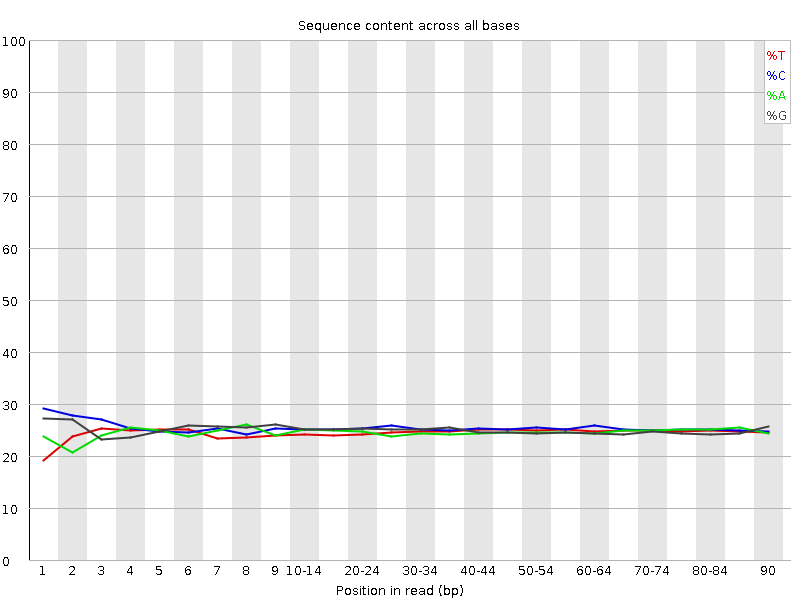 Sequence content across all bases
100
90
80
70
60
50
40
30
20
10
0
%T
%C
%A
%G
1 2 3 4 5 6 7 8 9 10-14 20-24 30-34 40-44 50-54 60-64 70-74 80-84 90
Position in read (bp)